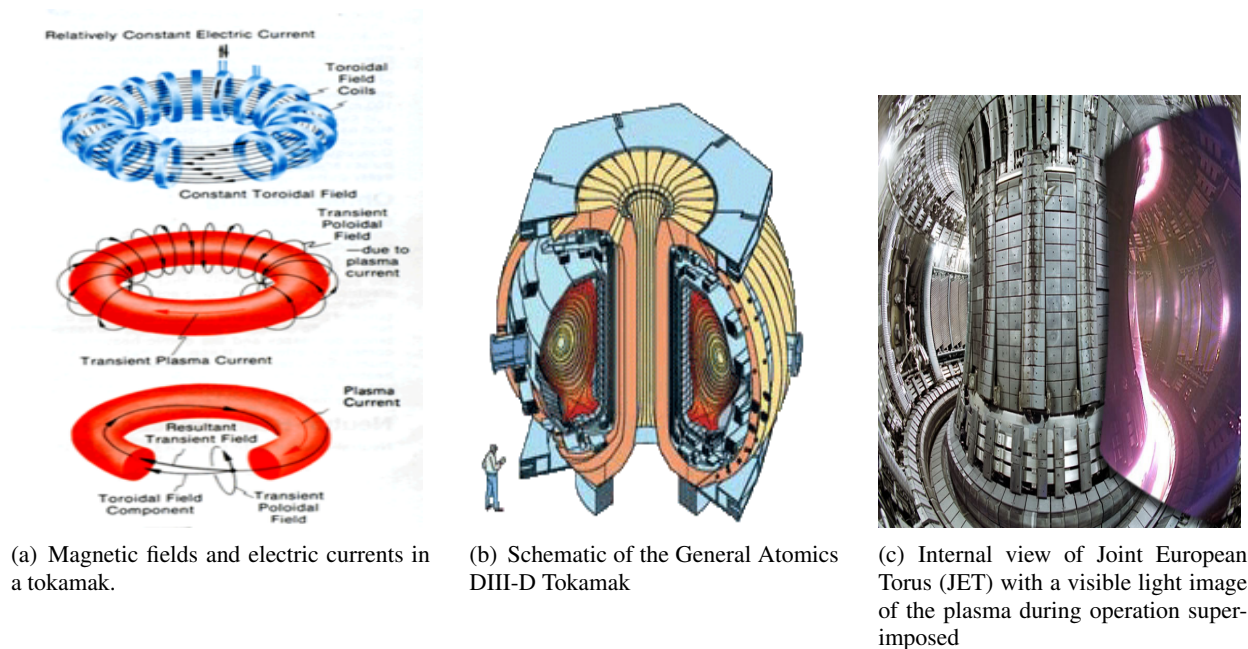 Relatively Constant Electric Current
Toroidal
Field
Coils
Constant Toroidal Field
Transient
Poloidal
Field
—due to
plasma
current
Transient Plasma Current
Plasma
Current
Resultant
Transient Field
Toroidal Field
Component
Transient
Poloidal
Field
(a) Magnetic fields and electric currents in
a tokamak.
(b) Schematic of the General Atomics
DIII-D Tokamak
(c) Internal view of Joint European
Torus (JET) with a visible light image
of the plasma during operation super-
imposed